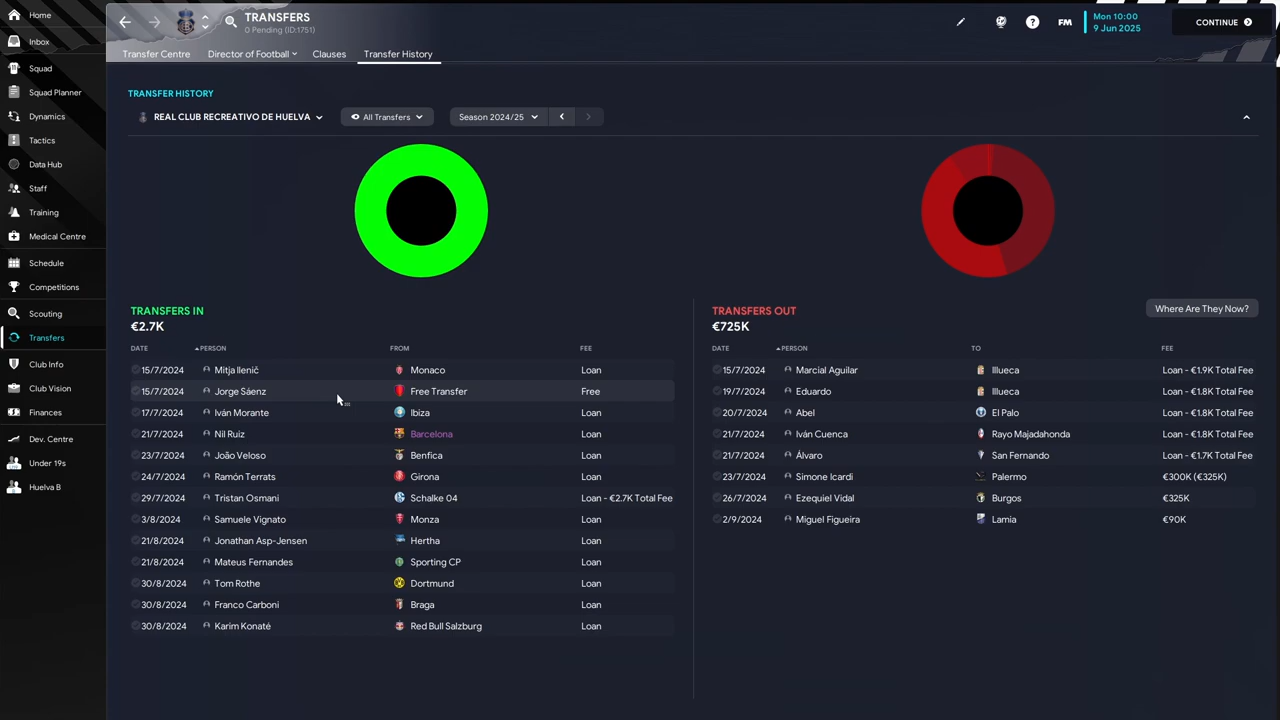 Home
Inbox
Squad
Squad Planner
Dynamics
Tactics
Data Hub
Staff
Training
Medical Centre
Schedule
Competitions
Scouting
Transfers
Club Info
Club Vision
Finances
Dev. Centre
Under 19s
Huelva B
TRANSFERS
0 Pending (ID:1751)
FM
Mon 10:00
9 Jun 2025
CONTINUE
Transfer Centre Director of Football Clauses Transfer History
TRANSFER HISTORY
REAL CLUB RECREATIVO DE HUELVA All Transfers Season 2024/25
TRANSFERS IN
€2.7K
DATE PERSON FROM FEE
15/7/2024 Mitja Ilenič Monaco Loan
15/7/2024 Jorge Sáenz Free Transfer Free
17/7/2024 Iván Morante Ibiza Loan
21/7/2024 Nil Ruiz Barcelona Loan
23/7/2024 João Veloso Benfica Loan
24/7/2024 Ramón Terrats Girona Loan
29/7/2024 Tristan Osmani Schalke 04 Loan - €2.7K Total Fee
3/8/2024 Samuele Vignato Monza Loan
21/8/2024 Jonathan Asp-Jensen Hertha Loan
21/8/2024 Mateus Fernandes Sporting CP Loan
30/8/2024 Tom Rothe Dortmund Loan
30/8/2024 Franco Carboni Braga Loan
30/8/2024 Karim Konaté Red Bull Salzburg Loan
TRANSFERS OUT
€725K
Where Are They Now?
DATE PERSON TO FEE
15/7/2024 Marcial Aguilar Illueca Loan - €1.9K Total Fee
19/7/2024 Eduardo Illueca Loan - €1.8K Total Fee
20/7/2024 Abel El Palo Loan - €1.8K Total Fee
21/7/2024 Iván Cuenca Rayo Majadahonda Loan - €1.8K Total Fee
21/7/2024 Álvaro San Fernando Loan - €1.7K Total Fee
23/7/2024 Simone Icardi Palermo €300K (€325K)
26/7/2024 Ezequiel Vidal Burgos €325K
2/9/2024 Miguel Figueira Lamia €90K